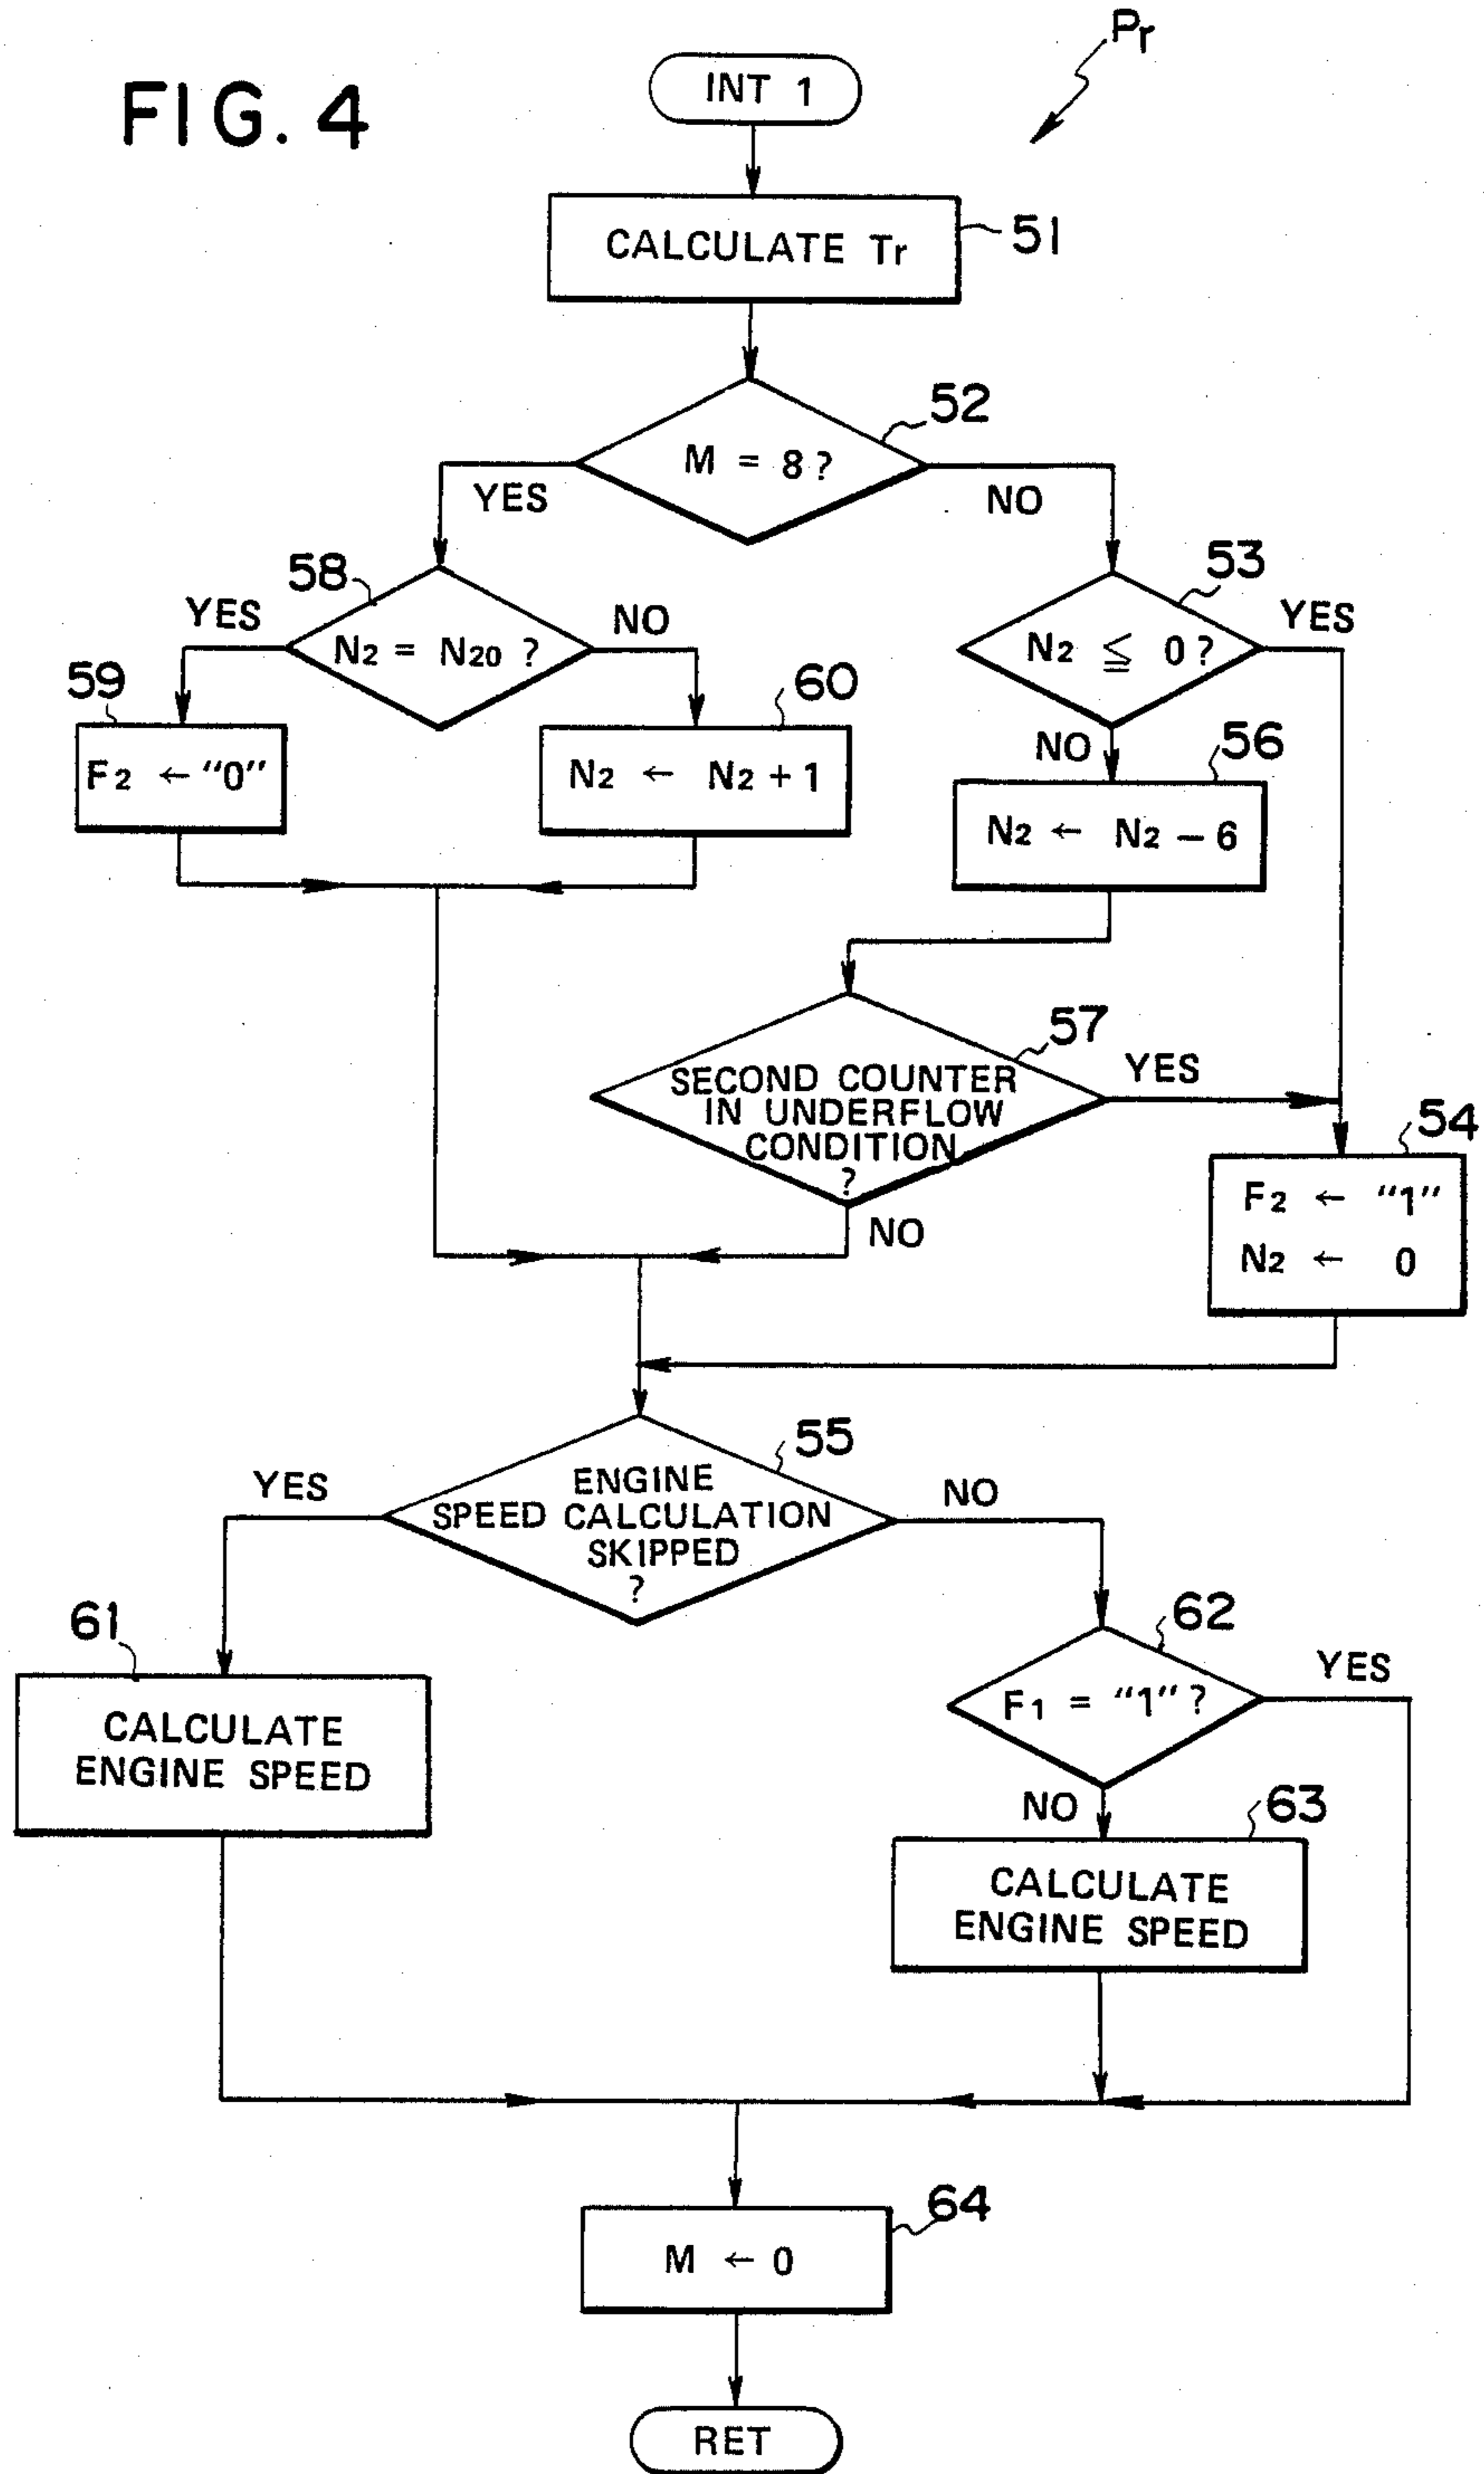 Pr
FIG. 4
INT 1
CALCULATE Tr
51
52
M = 8?
YES
NO
58
53
YES
N2 = N20 ?
NO
N2 ≦ 0?
YES
59
60
NO
56
F2 ← "0"
N2 ← N2 + 1
N2 ← N2 – 6
57
SECOND COUNTER
IN UNDERFLOW
CONDITION
?
YES
54
NO
F2 ← "1"
N2 ← 0
55
YES
ENGINE
SPEED CALCULATION
SKIPPED
?
NO
61
62
CALCULATE
ENGINE SPEED
F1 = "1"?
YES
NO
63
CALCULATE
ENGINE SPEED
64
M ← 0
RET